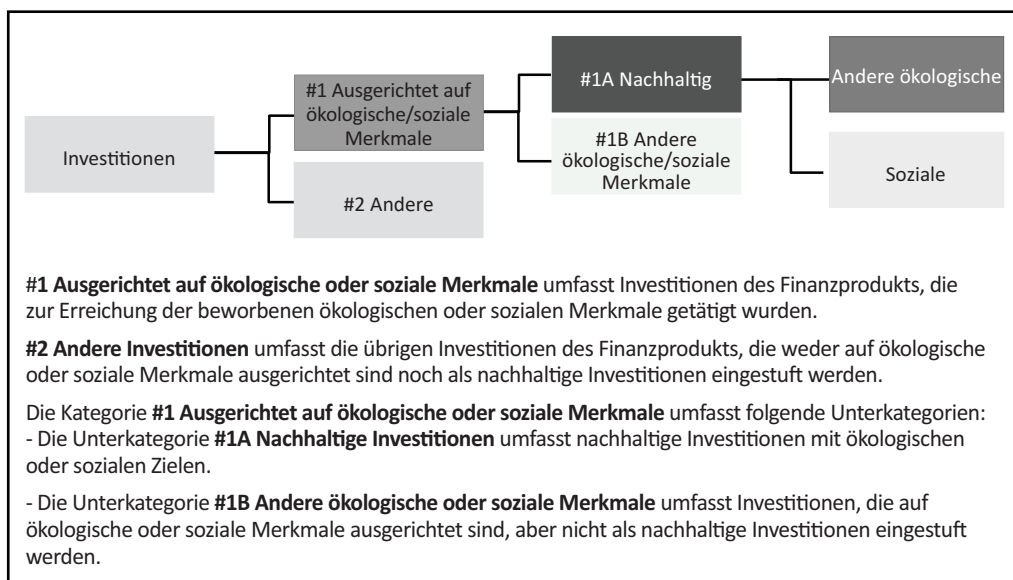 Investitionen
#1 Ausgerichtet auf
ökologische/soziale
Merkmale
#2 Andere
#1A Nachhaltig
#1B Andere
ökologische/soziale
Merkmale
Andere ökologische
Soziale
#1 Ausgerichtet auf ökologische oder soziale Merkmale umfasst Investitionen des Finanzprodukts, die
zur Erreichung der beworbenen ökologischen oder sozialen Merkmale getätigt wurden.
#2 Andere Investitionen umfasst die übrigen Investitionen des Finanzprodukts, die weder auf ökologische
oder soziale Merkmale ausgerichtet sind noch als nachhaltige Investitionen eingestuft werden.
Die Kategorie #1 Ausgerichtet auf ökologische oder soziale Merkmale umfasst folgende Unterkategorien:
- Die Unterkategorie #1A Nachhaltige Investitionen umfasst nachhaltige Investitionen mit ökologischen
oder sozialen Zielen.
- Die Unterkategorie #1B Andere ökologische oder soziale Merkmale umfasst Investitionen, die auf
ökologische oder soziale Merkmale ausgerichtet sind, aber nicht als nachhaltige Investitionen eingestuft
werden.